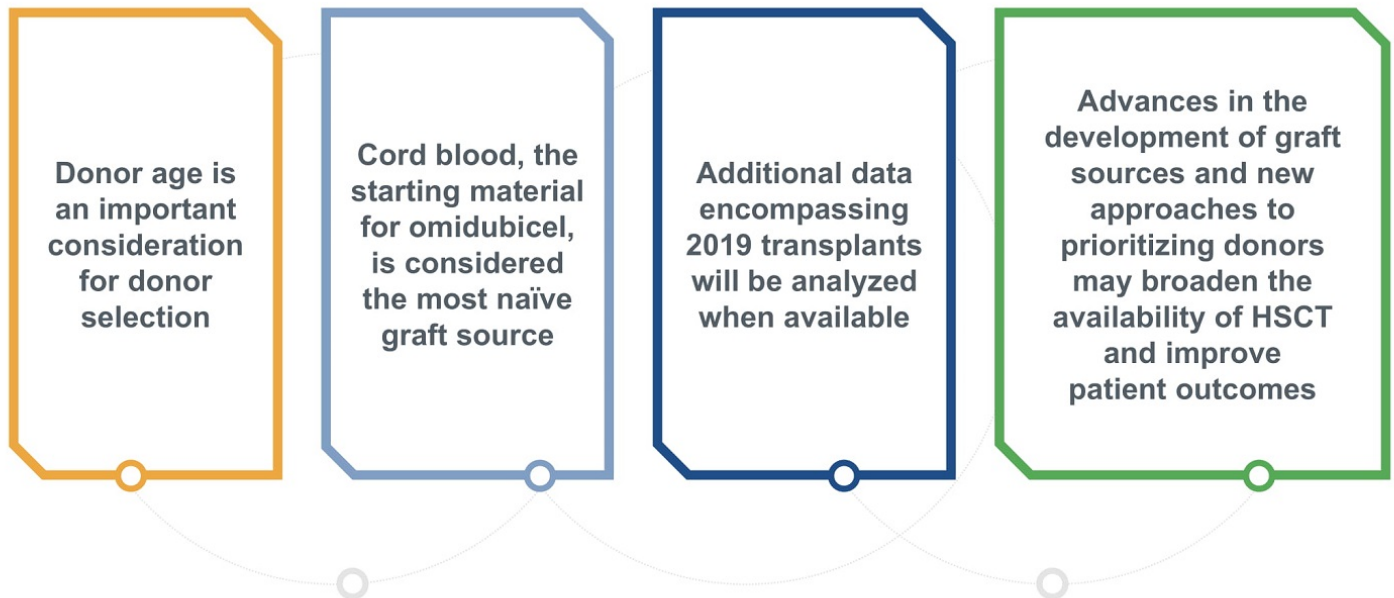 Donor age is
an important
consideration
for donor
selection
Cord blood, the
starting material
for omidubicel,
is considered
the most naïve
graft source
Additional data
encompassing
2019 transplants
will be analyzed
when available
Advances in the
development of graft
sources and new
approaches to
prioritizing donors
may broaden the
availability of HSCT
and improve
patient outcomes